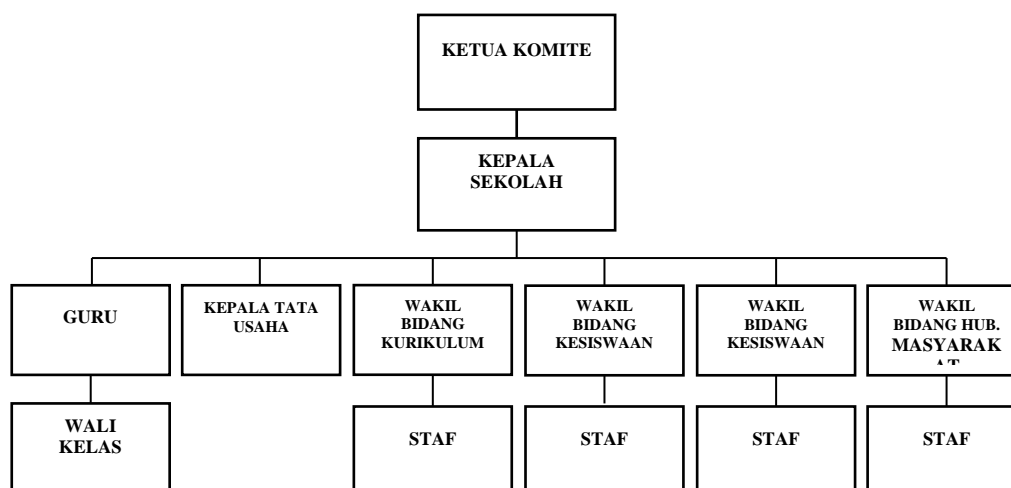 KETUA KOMITE
KEPALA
SEKOLAH
GURU
KEPALA TATA
USAHA
WAKIL
BIDANG
KURIKULUM
WAKIL
BIDANG
KESISWAAN
WAKIL
BIDANG
KESISWAAN
WAKIL
BIDANG HUB.
MASYARAK
AT
WALI
KELAS
STAF
STAF
STAF
STAF